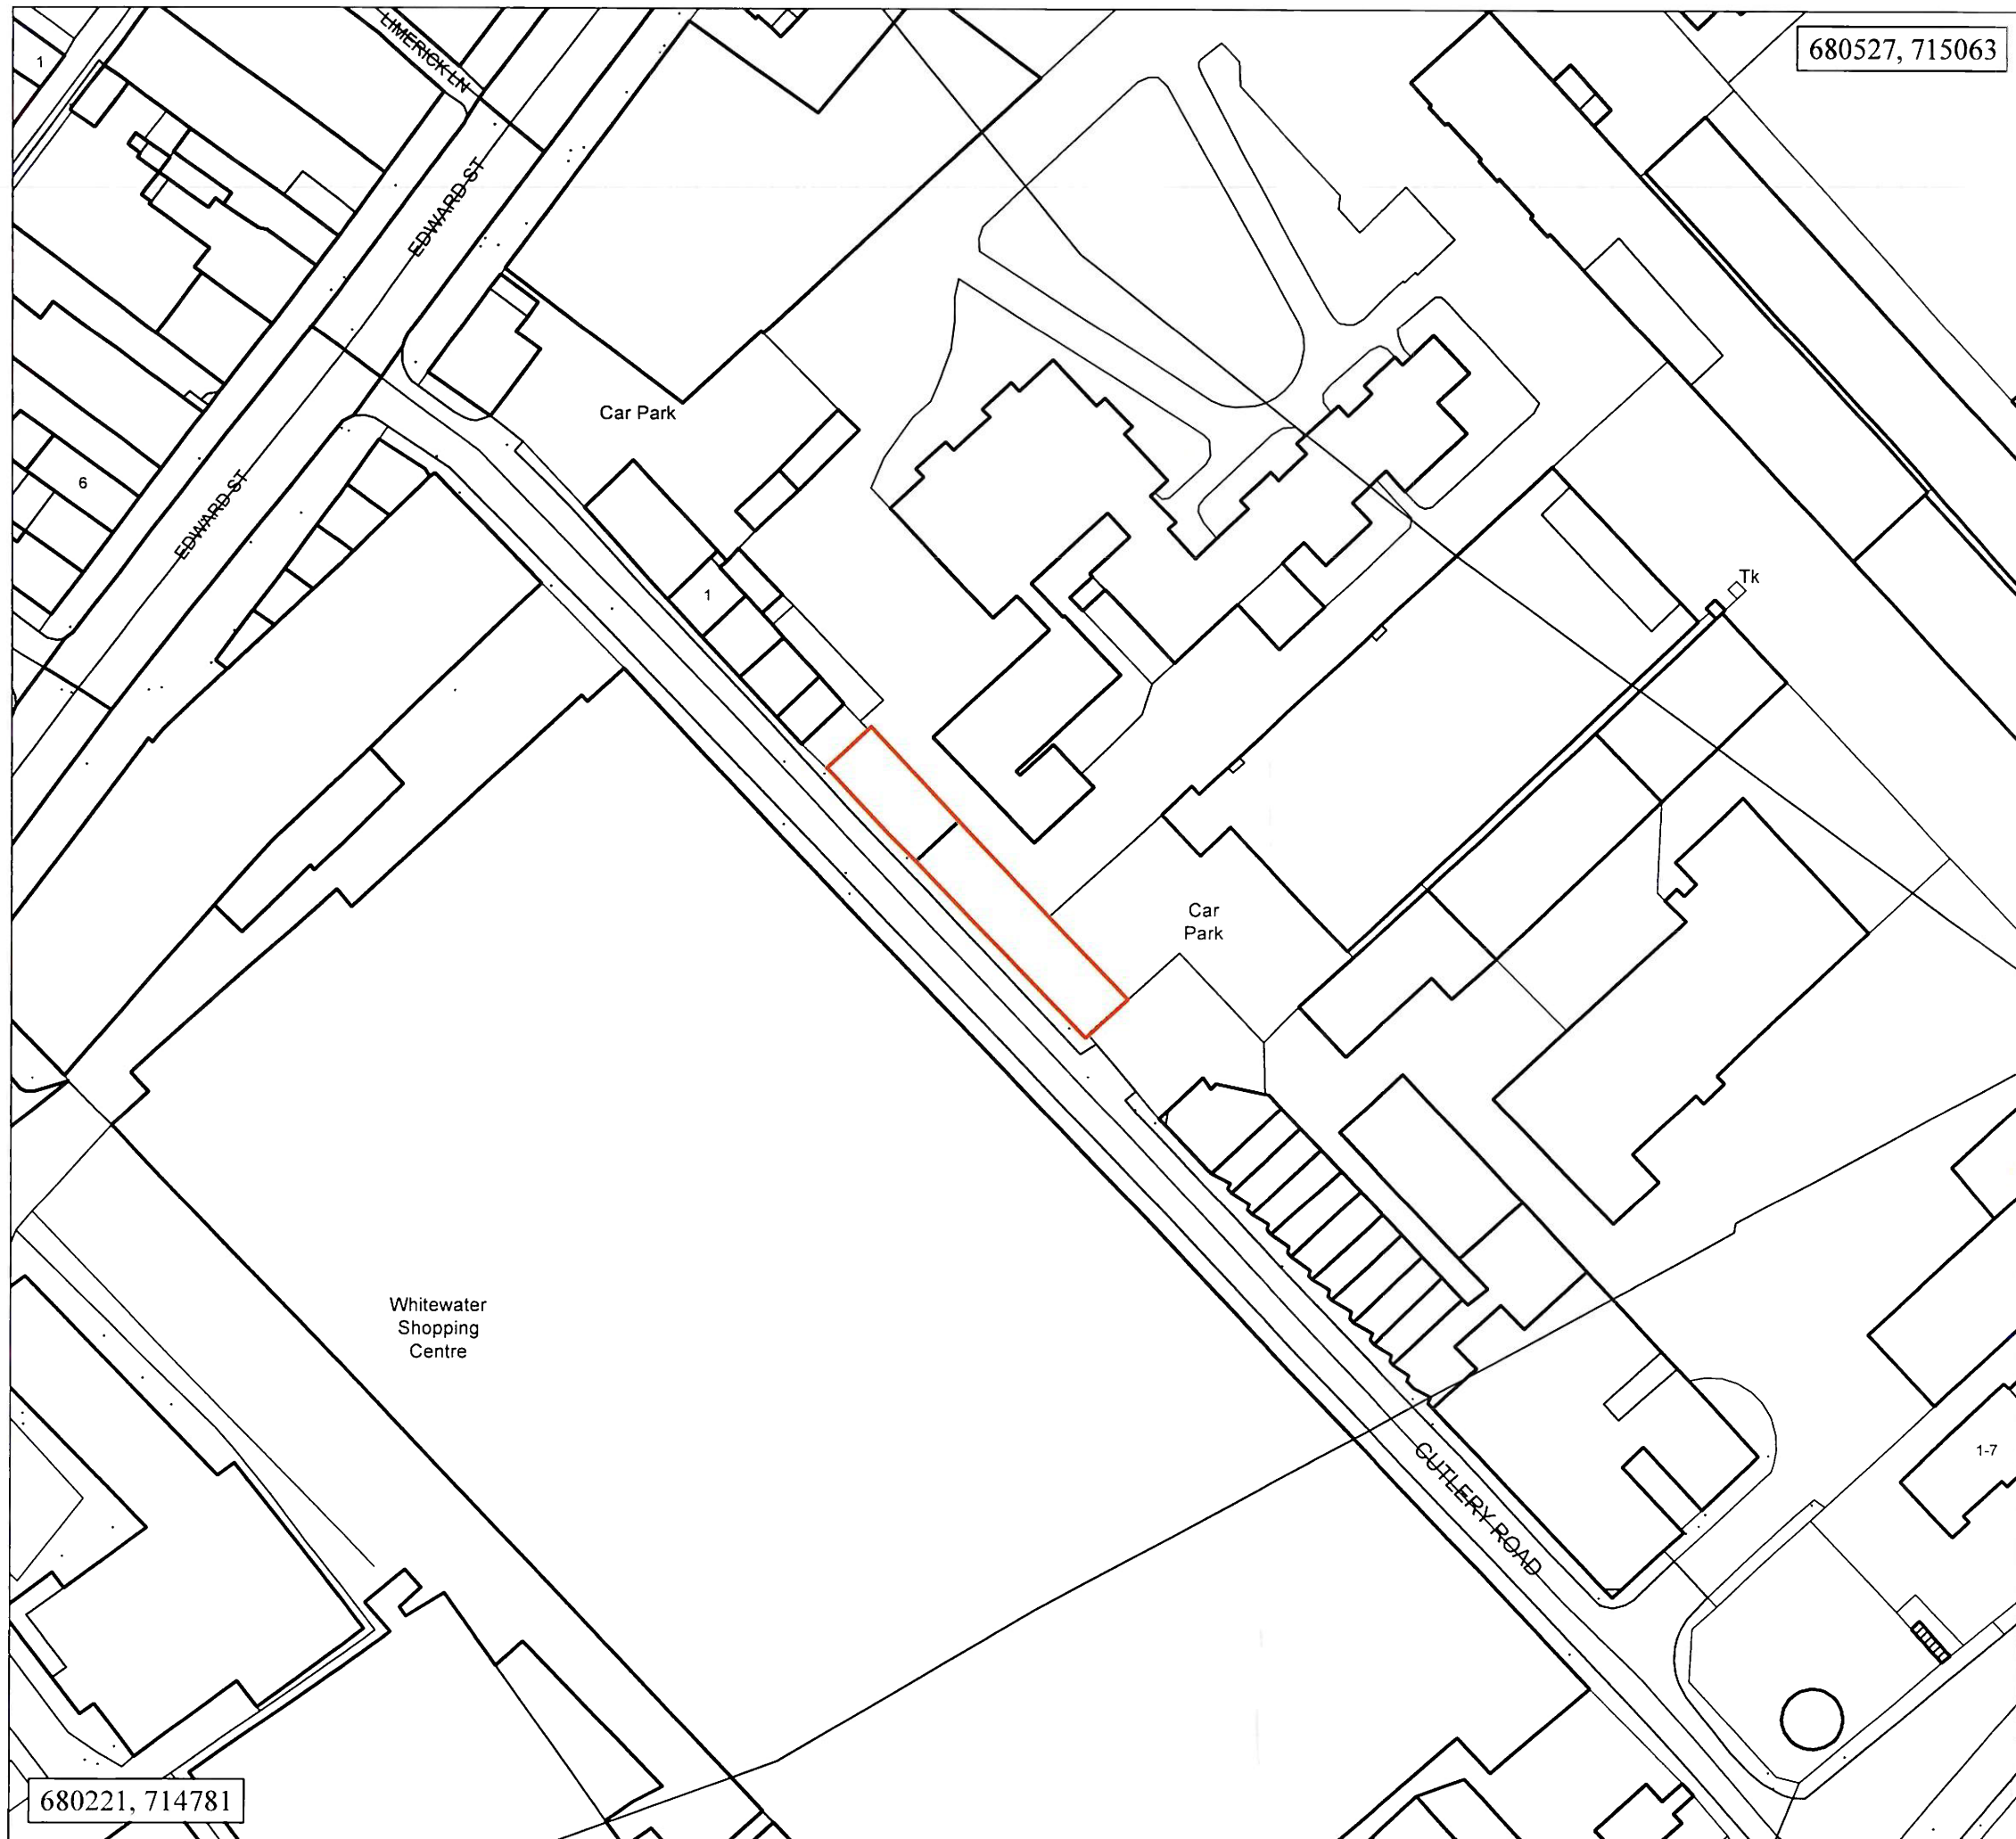 LIMERICK LN
680527, 715063
1
EDWARD ST
Car Park
6
EDWARD ST
Tk
1
Car
Park
Whitewater
Shopping
Centre
1-7
CUTLERY ROAD
680221, 714781